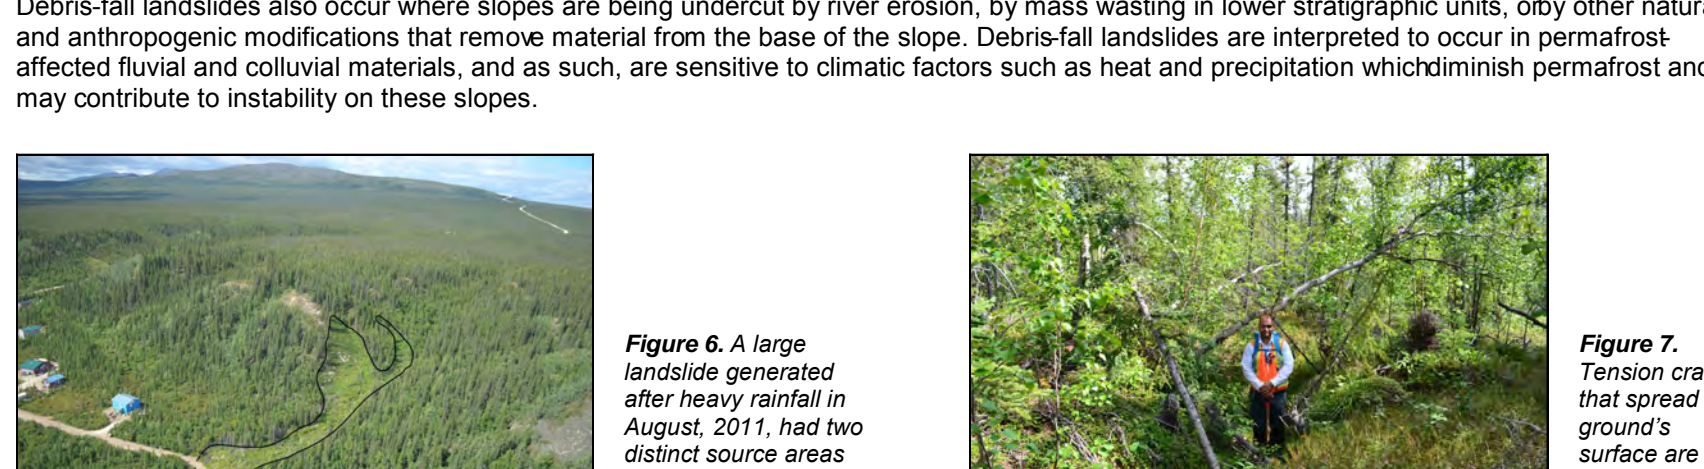 Debris-fall landslides also occur where slopes are being undercut by river erosion, by mass wasting in lower stratigraphic units, orby other natur
and anthropogenic modifications that remove material from the base of the slope. Debris-fall landslides are interpreted to occur in permafrost-
affected fluvial and colluvial materials, and as such, are sensitive to climatic factors such as heat and precipitation whichdiminish permafrost and
may contribute to instability on these slopes.
Figure 6. A large
landslide generated
after heavy rainfall in
August, 2011, had two
distinct source areas
Figure 7.
Tension cra
that spread
ground's
surface are